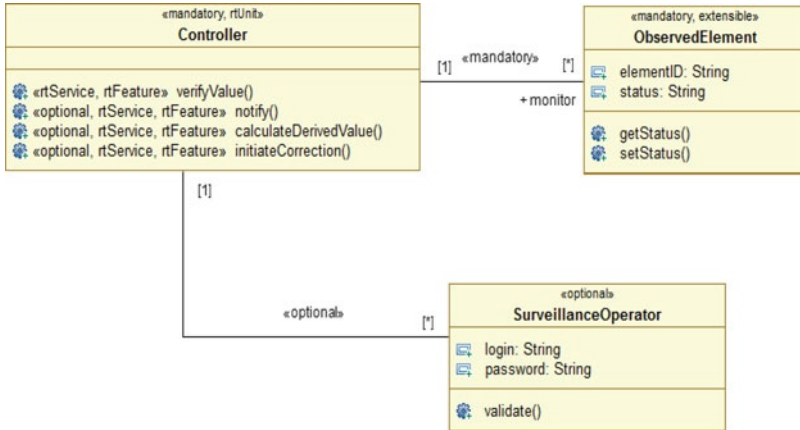 «mandatory, rtUnit»
Controller
«rtService, rtFeature» verifyValue()
«optional, rtService, rtFeature» notify()
«optional, rtService, rtFeature» calculateDerivedValue()
«optional, rtService, rtFeature» initiateCorrection()
[1]
«mandatory»
[*]
+ monitor
«mandatory, extensible»
ObservedElement
elementID: String
status: String
getStatus()
setStatus()
[1]
«optional»
[*]
«optional»
SurveillanceOperator
login: String
password: String
validate()